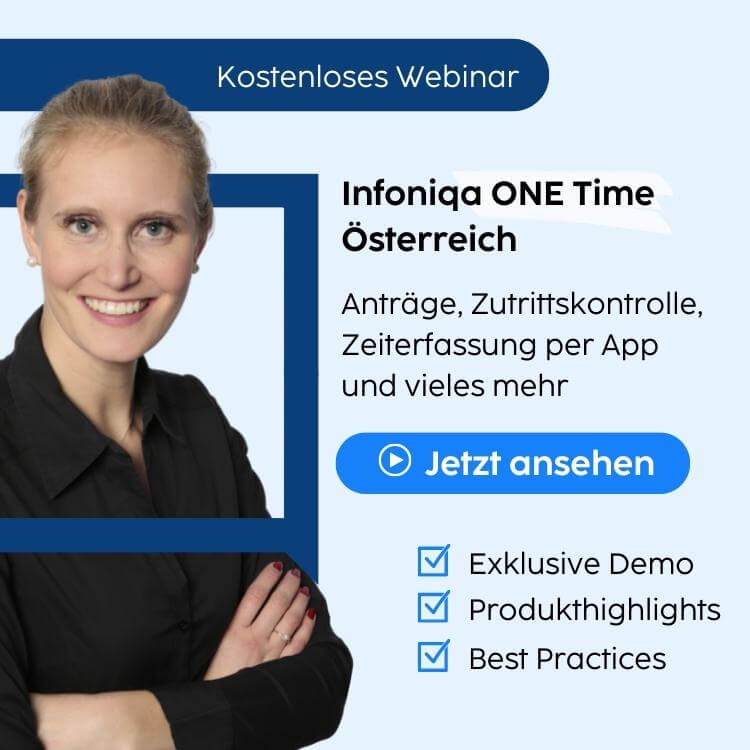 Kostenloses Webinar
Infoniqa ONE Time
Österreich
Anträge, Zutrittskontrolle,
Zeiterfassung per App
und vieles mehr
Jetzt ansehen
Exklusive Demo
Produkthighlights
Best Practices